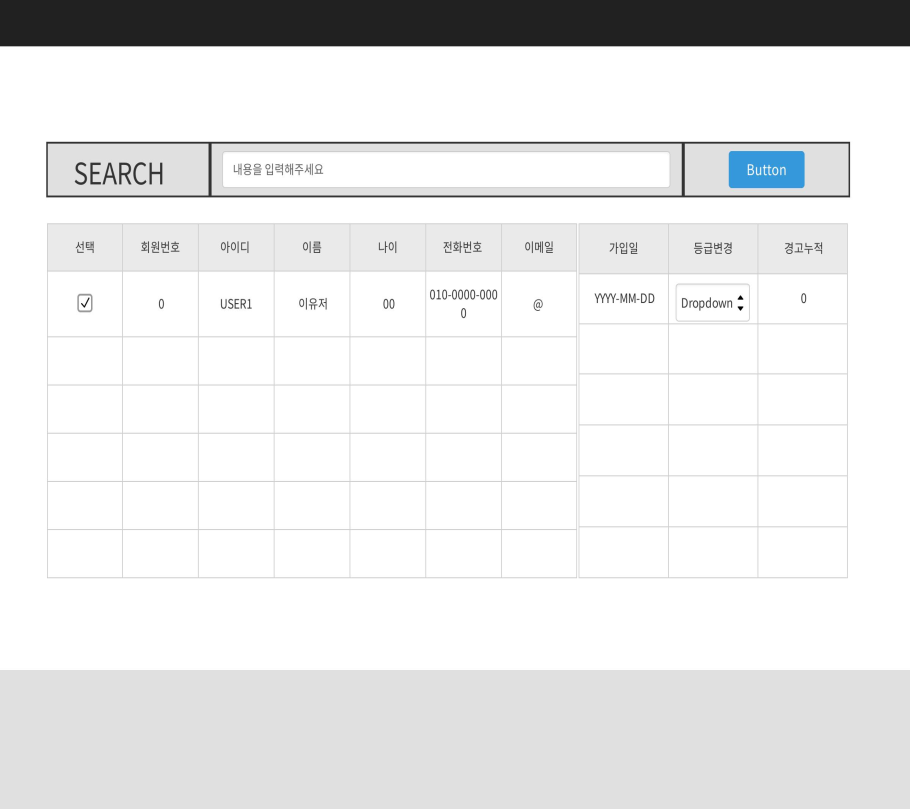 SEARCH
내용을 입력해주세요
Button
선택 회원번호 아이디 이름 나이 전화번호 이메일 가입일 등급변경 경고누적
0 USER1 이유저 00 010-0000-000 @ YYYY-MM-DD Dropdown 0
0